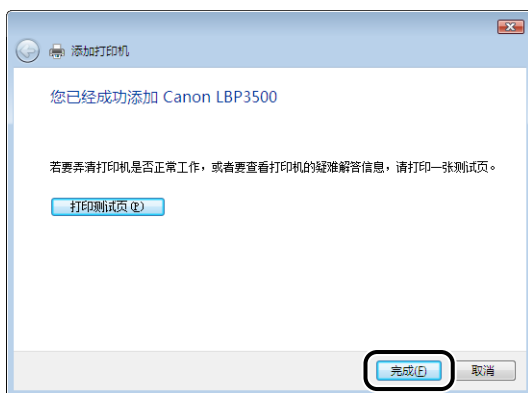 添加打印机
您已经成功添加 Canon LBP3500
若要弄清打印机是否正常工作，或者要查看打印机的疑难解答信息，请打印一张测试页。
打印测试页(P)
完成(F)
取消